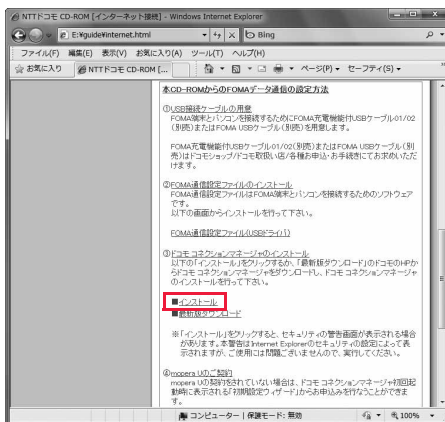 NTTドコモ CD-ROM [インターネット接続] - Windows Internet Explorer
E:¥guide¥internet.html
Bing
ファイル(F) 編集(E) 表示(V) お気に入り(A) ツール(T) ヘルプ(H)
お気に入り NTTドコモ CD-ROM [... ページ(P) セーフティ(S)
本CD-ROMからのFOMAデータ通信の設定方法
①USB接続ケーブルの用意
FOMA端末とパソコンを接続するためにFOMA充電機能付USBケーブル01/02
(別売)またはFOMA USBケーブル(別売)を用意します。
FOMA充電機能付USBケーブル01/02(別売)またはFOMA USBケーブル(別
売)はドコモショップ/ドコモ取扱い店/各種お申込・お手続きにてお求めいただ
けます。
②FOMA通信設定ファイルのインストール
FOMA通信設定ファイルはFOMA端末とパソコンを接続するためのソフトウェア
です。
以下の画面からインストールを行って下さい。
FOMA通信設定ファイル(USBドライバ)
③ドコモ コネクションマネージャのインストール
以下の「インストール」をクリックするか、「最新版ダウンロード」のドコモのHPか
らドコモ コネクションマネージャをダウンロードし、ドコモ コネクションマネージャ
のインストールを行って下さい。
■インストール
■最新版ダウンロード
※「インストール」をクリックすると、セキュリティの警告画面が表示される場合
があります。本警告はInternet Explorerのセキュリティの設定によって表
示されますが、ご使用には問題ございませんので、実行してください。
④mopera Uのご契約
mopera Uの契約をされていない場合は、ドコモ コネクションマネージャ初回起
動時に表示される「初期設定ウィザード」からお申込みを行なうことができま
す。
コンピューター | 保護モード: 無効 100%